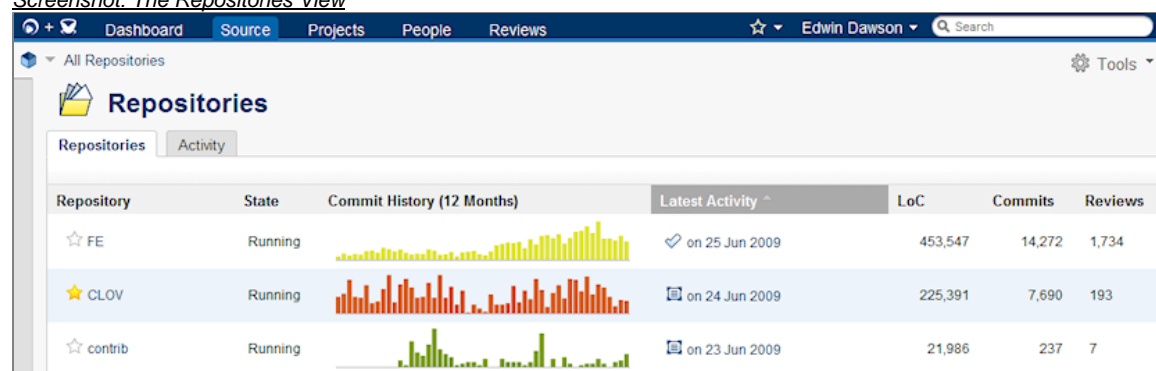 Screenshot: The Repositories View
+ Dashboard Source Projects People Reviews Edwin Dawson Search
All Repositories Tools
Repositories
Repositories Activity
Repository State Commit History (12 Months) Latest Activity LoC Commits Reviews
FE Running on 25 Jun 2009 453,547 14,272 1,734
CLOV Running on 24 Jun 2009 225,391 7,690 193
contrib Running on 23 Jun 2009 21,986 237 7